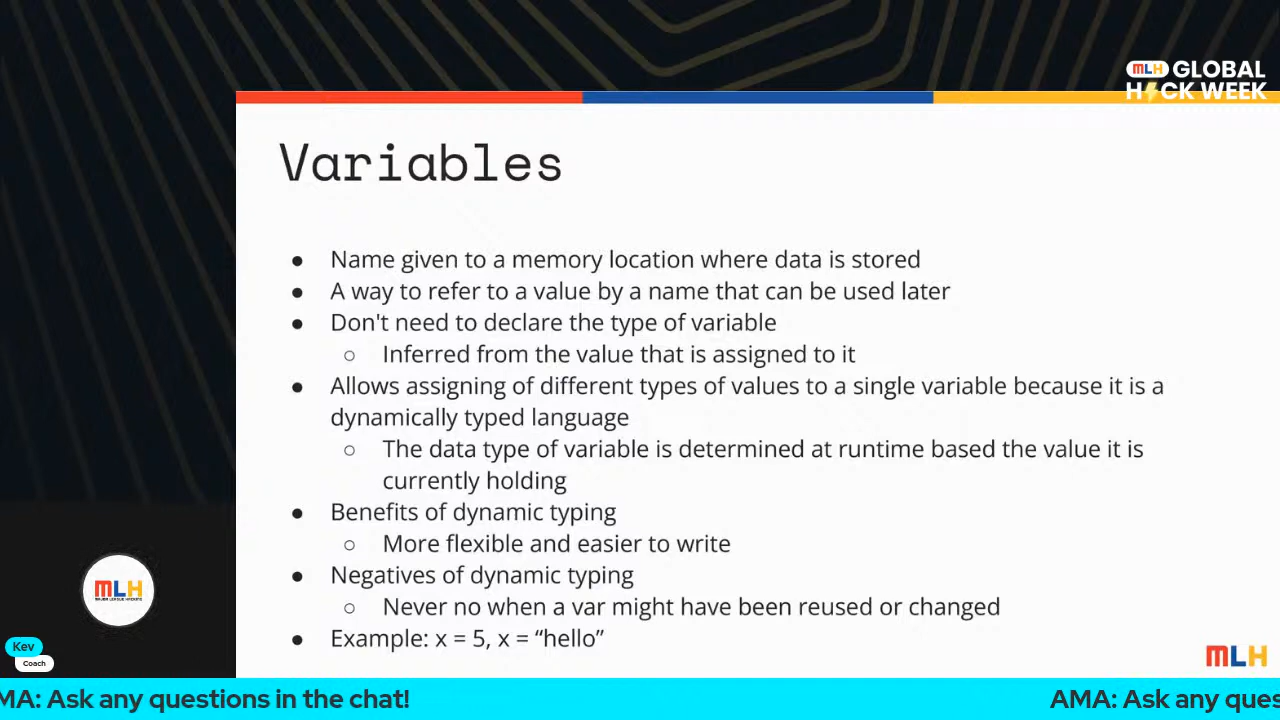 MLH GLOBAL
HACK WEEK
Variables
● Name given to a memory location where data is stored
● A way to refer to a value by a name that can be used later
● Don't need to declare the type of variable
○ Inferred from the value that is assigned to it
● Allows assigning of different types of values to a single variable because it is a
dynamically typed language
○ The data type of variable is determined at runtime based the value it is
currently holding
● Benefits of dynamic typing
○ More flexible and easier to write
● Negatives of dynamic typing
○ Never no when a var might have been reused or changed
● Example: x = 5, x = “hello”
MLH
MAJOR LEAGUE HACKING
Kev
Coach
MLH
MA: Ask any questions in the chat!
AMA: Ask any ques